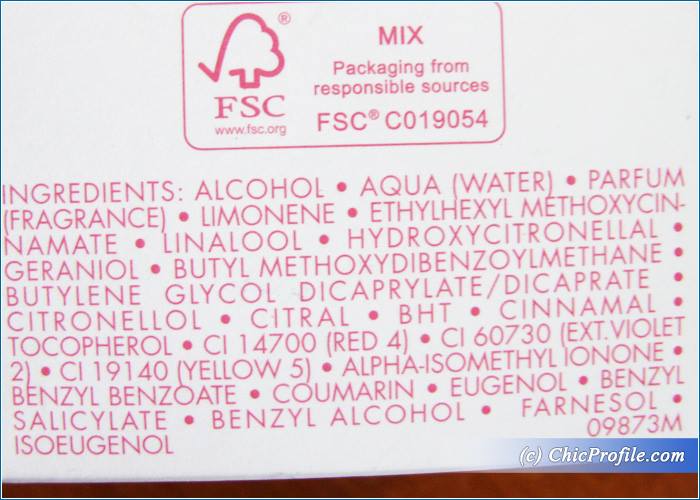 ®
FSC
www.fsc.org
MIX
Packaging from
responsible sources
FSC® C019054
INGREDIENTS: ALCOHOL • AQUA (WATER) • PARFUM
(FRAGRANCE) • LIMONENE • ETHYLHEXYL METHOXYCIN-
NAMATE • LINALOOL • HYDROXYCITRONELLAL •
GERANIOL • BUTYL METHOXYDIBENZOYLMETHANE •
BUTYLENE GLYCOL DICAPRYLATE/DICAPRATE •
CITRONELLOL • CITRAL • BHT • CINNAMAL •
TOCOPHEROL • CI 14700 (RED 4) • CI 60730 (EXT. VIOLET
2) • CI 19140 (YELLOW 5) • ALPHA-ISOMETHYL IONONE •
BENZYL BENZOATE • COUMARIN • EUGENOL • BENZYL
SALICYLATE • BENZYL ALCOHOL • FARNESOL •
ISOEUGENOL
09873M
(c) ChicProfile.com